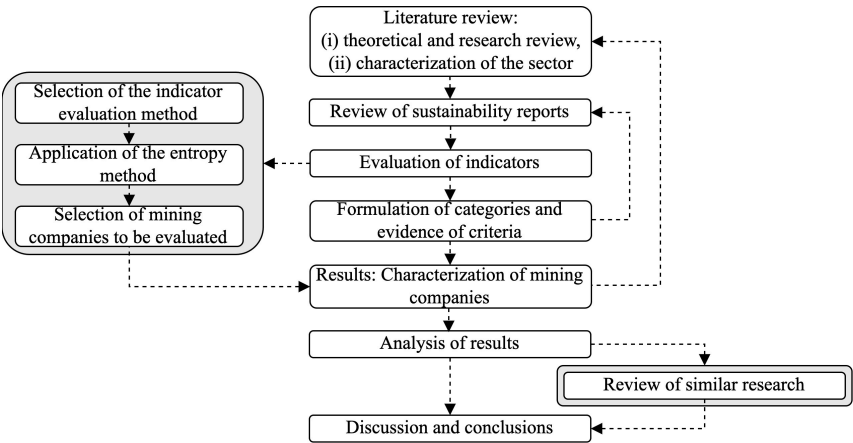 Literature review:
(i) theoretical and research review,
(ii) characterization of the sector
Selection of the indicator
evaluation method
Application of the entropy
method
Selection of mining
companies to be evaluated
Review of sustainability reports
Evaluation of indicators
Formulation of categories and
evidence of criteria
Results: Characterization of mining
companies
Analysis of results
Review of similar research
Discussion and conclusions